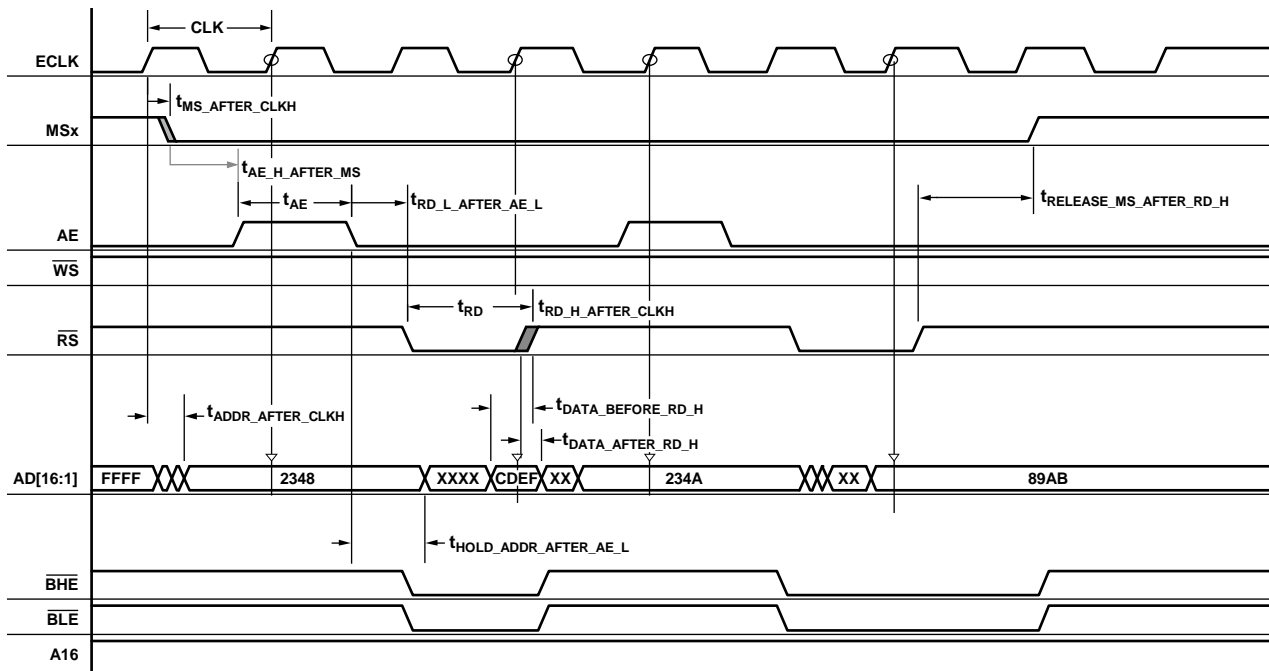 CLK
ECLK
tMS_AFTER_CLKH
MSx
tAE_H_AFTER_MS
tAE
tRD_L_AFTER_AE_L
tRELEASE_MS_AFTER_RD_H
AE
WS
tRD
tRD_H_AFTER_CLKH
RS
tADDR_AFTER_CLKH
tDATA_BEFORE_RD_H
tDATA_AFTER_RD_H
AD[16:1] FFFF 2348 XXXX CDEF XX 234A XX 89AB
tHOLD_ADDR_AFTER_AE_L
BHE
BLE
A16